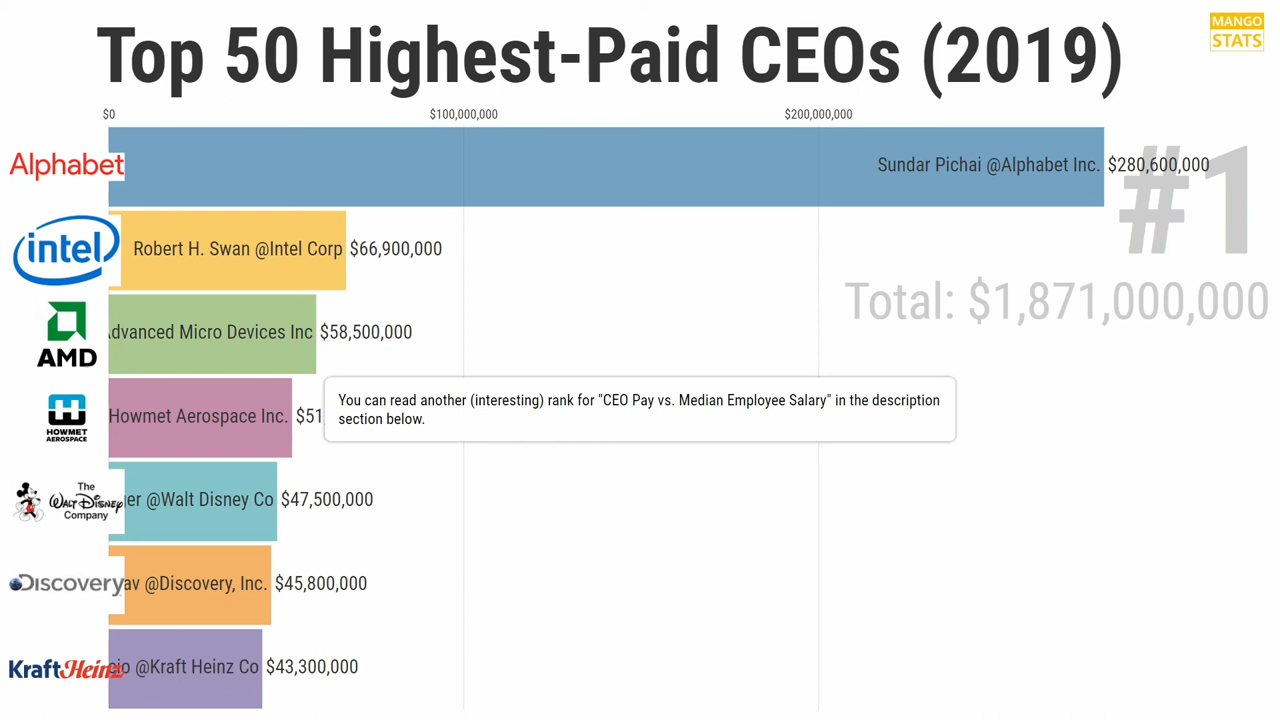 Top 50 Highest-Paid CEOs (2019)
MANGO
STATS
$0 $100,000,000 $200,000,000
Alphabet
Sundar Pichai @Alphabet Inc. $280,600,000
#1
intel
Robert H. Swan @Intel Corp $66,900,000
Total: $1,871,000,000
AMD
Advanced Micro Devices Inc $58,500,000
HOWMET
AEROSPACE
Howmet Aerospace Inc. $51
You can read another (interesting) rank for "CEO Pay vs. Median Employee Salary" in the description
section below.
The
Walt Disney
Company
er @Walt Disney Co $47,500,000
Discovery
av @Discovery, Inc. $45,800,000
Kraft Heinz
cio @Kraft Heinz Co $43,300,000